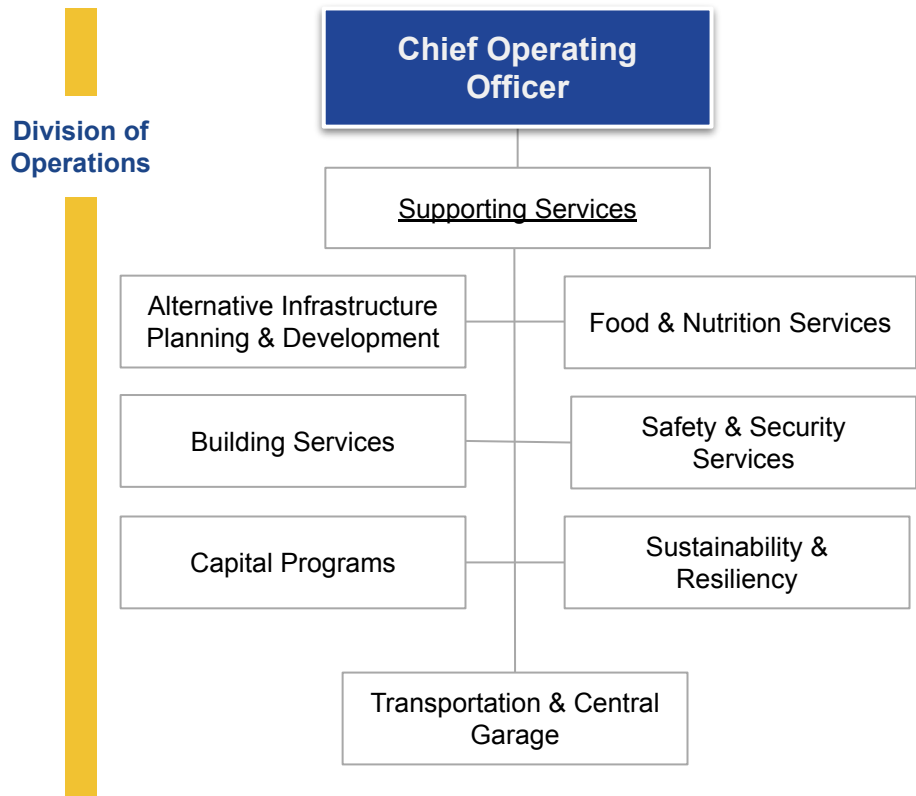 Chief Operating
Officer
Division of
Operations
Supporting Services
Alternative Infrastructure
Planning & Development
Food & Nutrition Services
Building Services
Safety & Security
Services
Capital Programs
Sustainability &
Resiliency
Transportation & Central
Garage